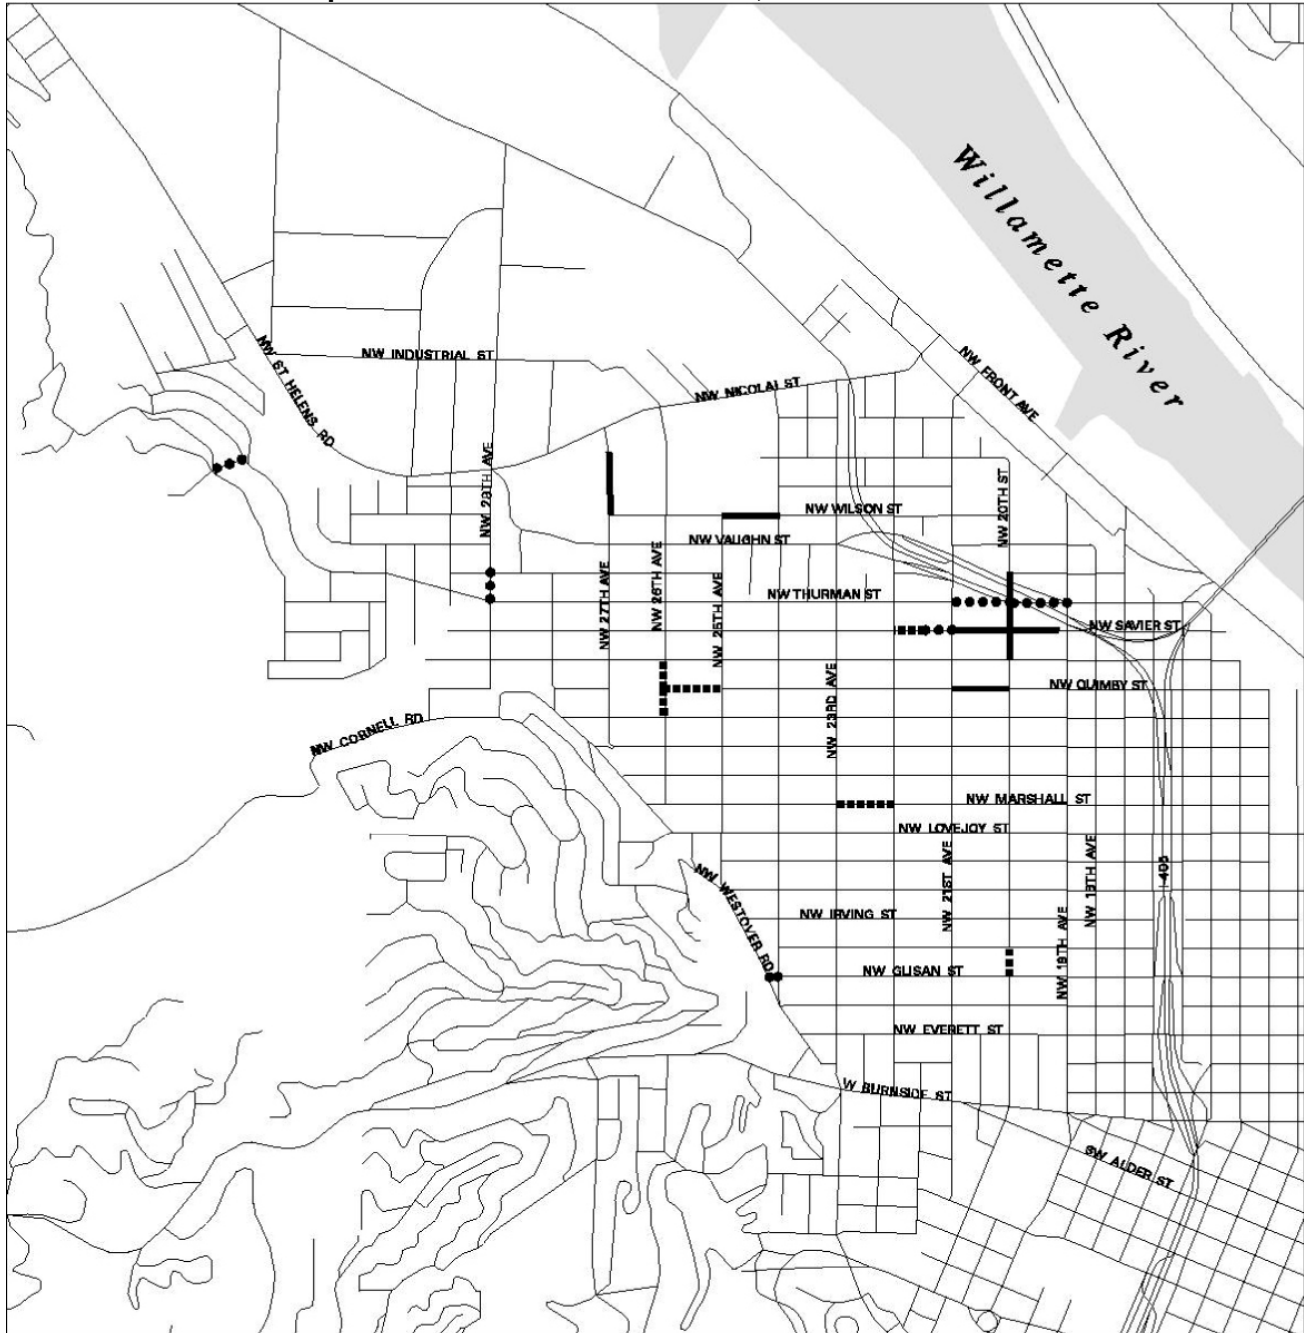 Willamette River
NW ST HELENS RD
NW INDUSTRIAL ST
NW NICOLAI ST
NW FRONT AVE
NW 29TH AVE
NW 20TH ST
NW WILSON ST
NW VAUGHN ST
NW 26TH AVE
NW 27TH AVE
NW 25TH AVE
NW THURMAN ST
NW SAVIER ST
NW 23RD AVE
NW QUIMBY ST
NW CORNELL RD
NW MARSHALL ST
NW LOVEJOY ST
NW 21ST AVE
NW 18TH AVE
I-405
NW WESTOVER RD
NW IRVING ST
NW 19TH AVE
NW GLISAN ST
NW EVERETT ST
W BURNSIDE ST
SW ALDER ST